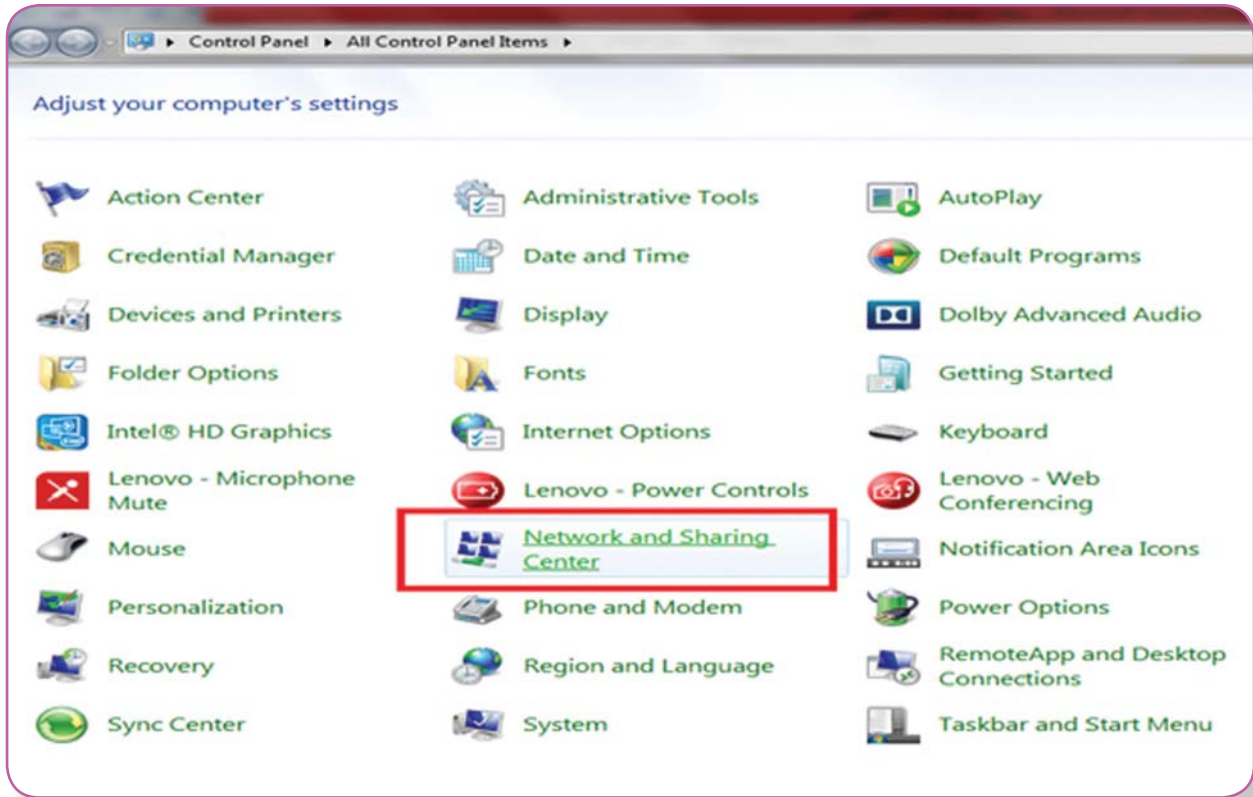 Control Panel ▸ All Control Panel Items ▸
Adjust your computer's settings
Action Center
Administrative Tools
AutoPlay
Credential Manager
Date and Time
Default Programs
Devices and Printers
Display
Dolby Advanced Audio
Folder Options
Fonts
Getting Started
Intel® HD Graphics
Internet Options
Keyboard
Lenovo - Microphone
Mute
Lenovo - Power Controls
Lenovo - Web
Conferencing
Mouse
Network and Sharing
Center
Notification Area Icons
Personalization
Phone and Modem
Power Options
Recovery
Region and Language
RemoteApp and Desktop
Connections
Sync Center
System
Taskbar and Start Menu